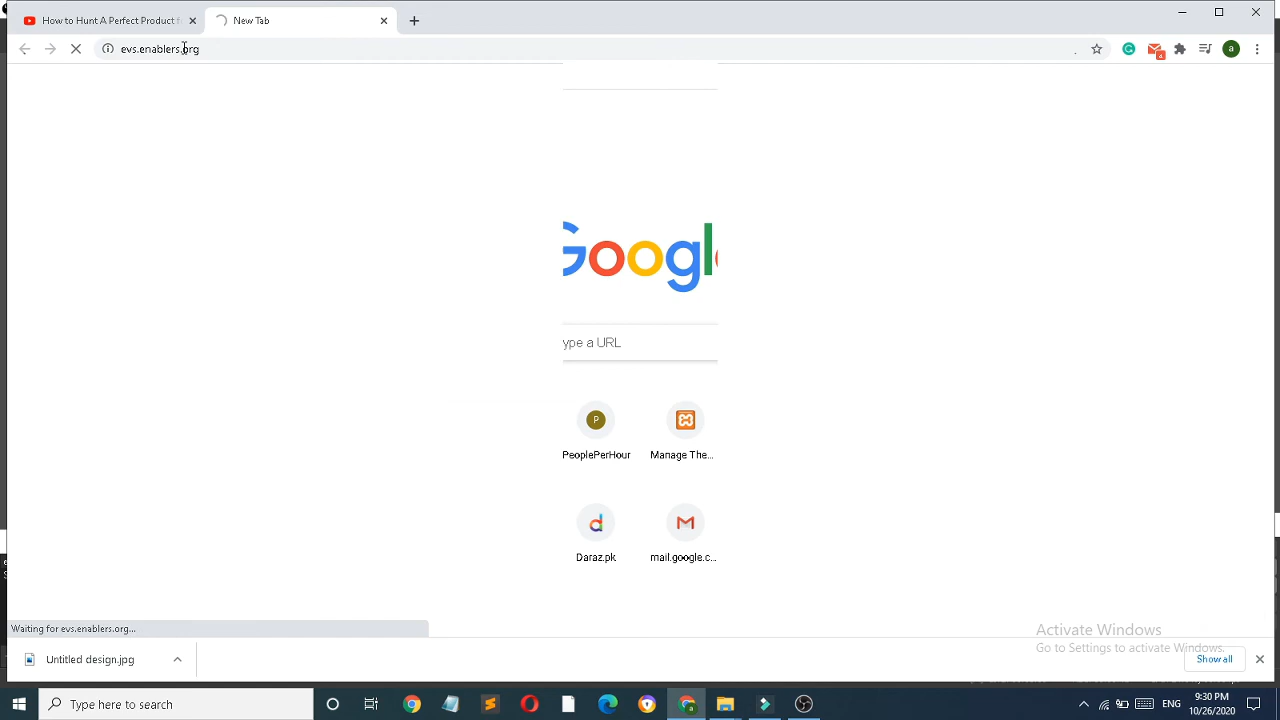 How to Hunt A Perfect Product f
New Tab
evs.enablers.org
Google
ype a URL
P
PeoplePerHour
Manage The...
Daraz.pk
mail.google.c...
Waiting for evs.enablers.org...
Activate Windows
Go to Settings to activate Windows.
Untitled design.jpg
Show all
Type here to search
ENG
9:30 PM
10/26/2020